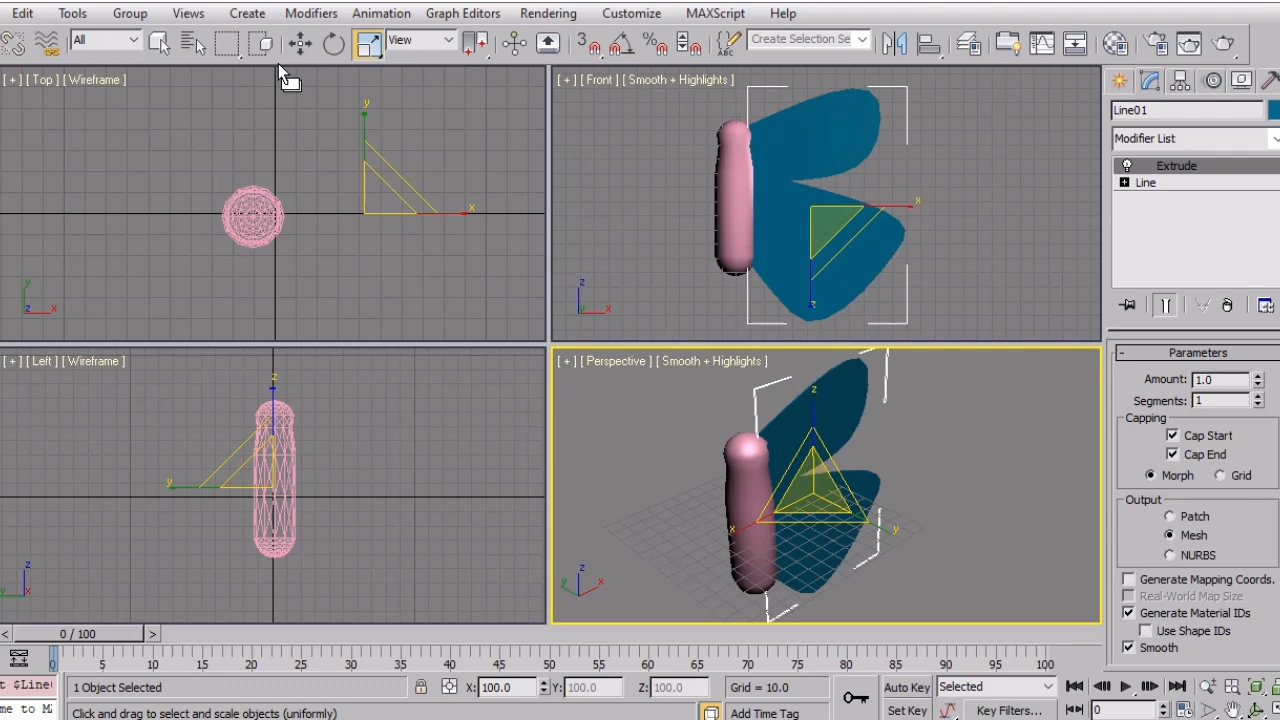 Edit Tools Group Views Create Modifiers Animation Graph Editors Rendering Customize MAXScript Help
All View 3 Create Selection Se
[ + ] [ Top ] [ Wireframe ]
y
x
y
z x
[ + ] [ Front ] [ Smooth + Highlights ]
x
z
z
y x
[ + ] [ Left ] [ Wireframe ]
z
y
z
y x
[ + ] [ Perspective ] [ Smooth + Highlights ]
z
x y
z
y x
Line01
Modifier List
Extrude
Line
- Parameters
Amount: 1.0
Segments: 1
Capping
Cap Start
Cap End
Morph Grid
Output
Patch
Mesh
NURBS
Generate Mapping Coords.
Real-World Map Size
Generate Material IDs
Use Shape IDs
Smooth
< 0 / 100 >
0 5 10 15 20 25 30 35 40 45 50 55 60 65 70 75 80 85 90 95 100
1 Object Selected X: 100.0 Y: 100.0 Z: 100.0 Grid = 10.0 Auto Key Selected
Click and drag to select and scale objects (uniformly) Add Time Tag Set Key Key Filters... 0